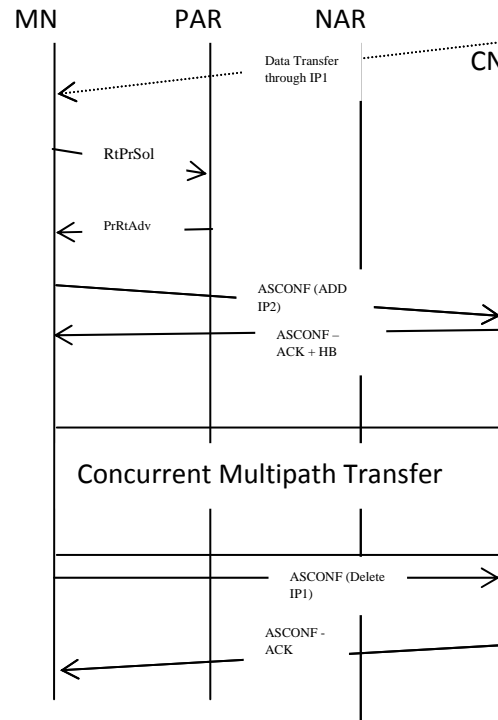 MN PAR NAR
CN
Data Transfer
through IP1
RtPrSol
PrRtAdv
ASCONF (ADD
IP2)
ASCONF –
ACK + HB
Concurrent Multipath Transfer
ASCONF (Delete
IP1)
ASCONF -
ACK